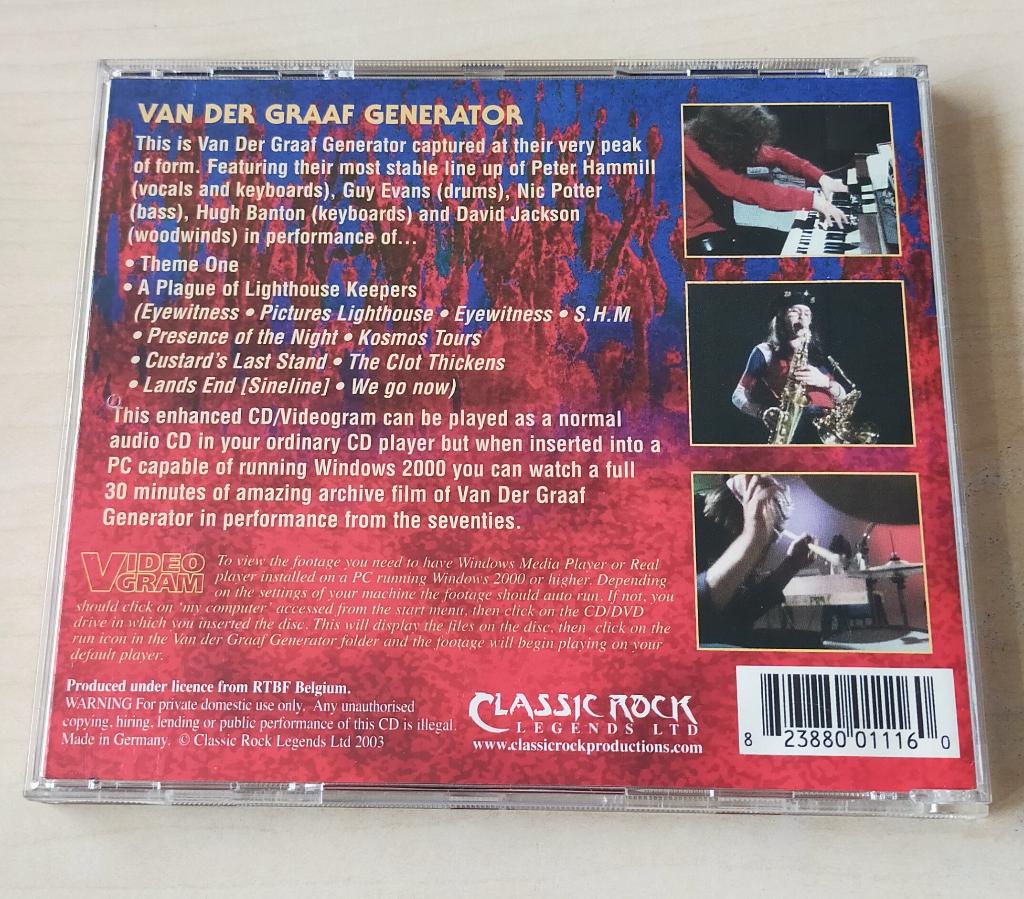 VAN DER GRAAF GENERATOR
This is Van Der Graaf Generator captured at their very peak
of form. Featuring their most stable line up of Peter Hammill
(vocals and keyboards), Guy Evans (drums), Nic Potter
(bass), Hugh Banton (keyboards) and David Jackson
(woodwinds) in performance of...
• Theme One
• A Plague of Lighthouse Keepers
(Eyewitness • Pictures Lighthouse • Eyewitness • S.H.M
• Presence of the Night • Kosmos Tours
• Custard's Last Stand • The Clot Thickens
• Lands End [Sineline] • We go now)
This enhanced CD/Videogram can be played as a normal
audio CD in your ordinary CD player but when inserted into a
PC capable of running Windows 2000 you can watch a full
30 minutes of amazing archive film of Van Der Graaf
Generator in performance from the seventies.
VIDEO
GRAM
To view the footage you need to have Windows Media Player or Real
player installed on a PC running Windows 2000 or higher. Depending
on the settings of your machine the footage should auto run. If not, you
should click on 'my computer' accessed from the start menu, then click on the CD/DVD
drive in which you inserted the disc. This will display the files on the disc, then click on the
run icon in the Van der Graaf Generator folder and the footage will begin playing on your
default player.
Produced under licence from RTBF Belgium.
WARNING For private domestic use only. Any unauthorised
copying, hiring, lending or public performance of this CD is illegal.
Made in Germany. © Classic Rock Legends Ltd 2003
CLASSIC ROCK
LEGENDS LTD
www.classicrockproductions.com
8 23880 01116 0